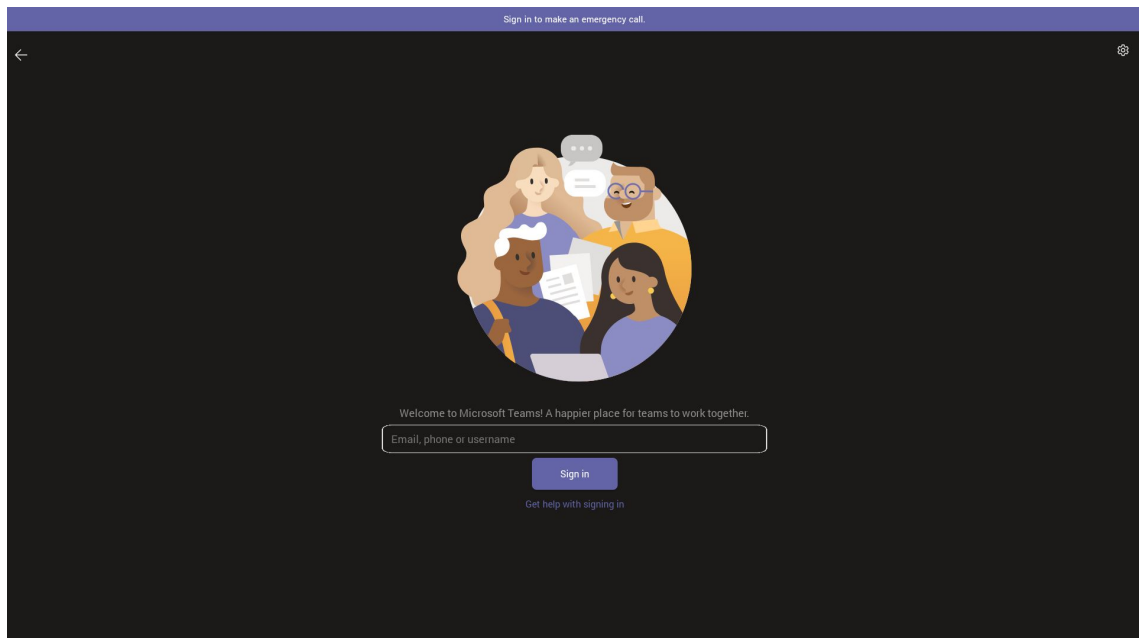 Sign in to make an emergency call.
Welcome to Microsoft Teams! A happier place for teams to work together.
Email, phone or username
Sign in
Get help with signing in